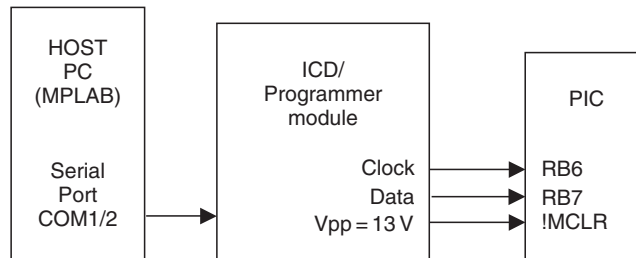 HOST
PC
(MPLAB)
Serial
Port
COM1/2
ICD/
Programmer
module
Clock
Data
Vpp = 13 V
PIC
RB6
RB7
!MCLR